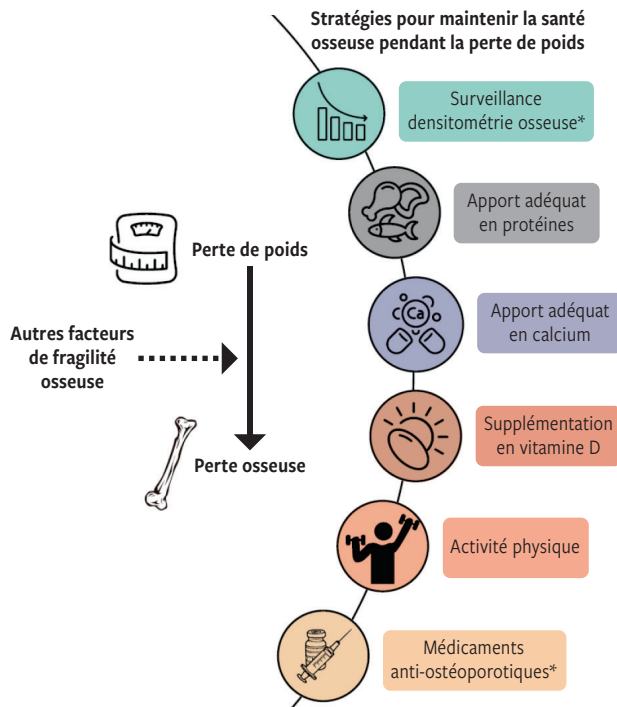 Stratégies pour maintenir la santé
osseuse pendant la perte de poids
Surveillance
densitométrie osseuse*
Apport adéquat
en protéines
Perte de poids
Ca
Apport adéquat
en calcium
Autres facteurs
de fragilité
osseuse
Supplémentation
en vitamine D
Perte osseuse
Activité physique
Médicaments
anti-ostéoporotiques*